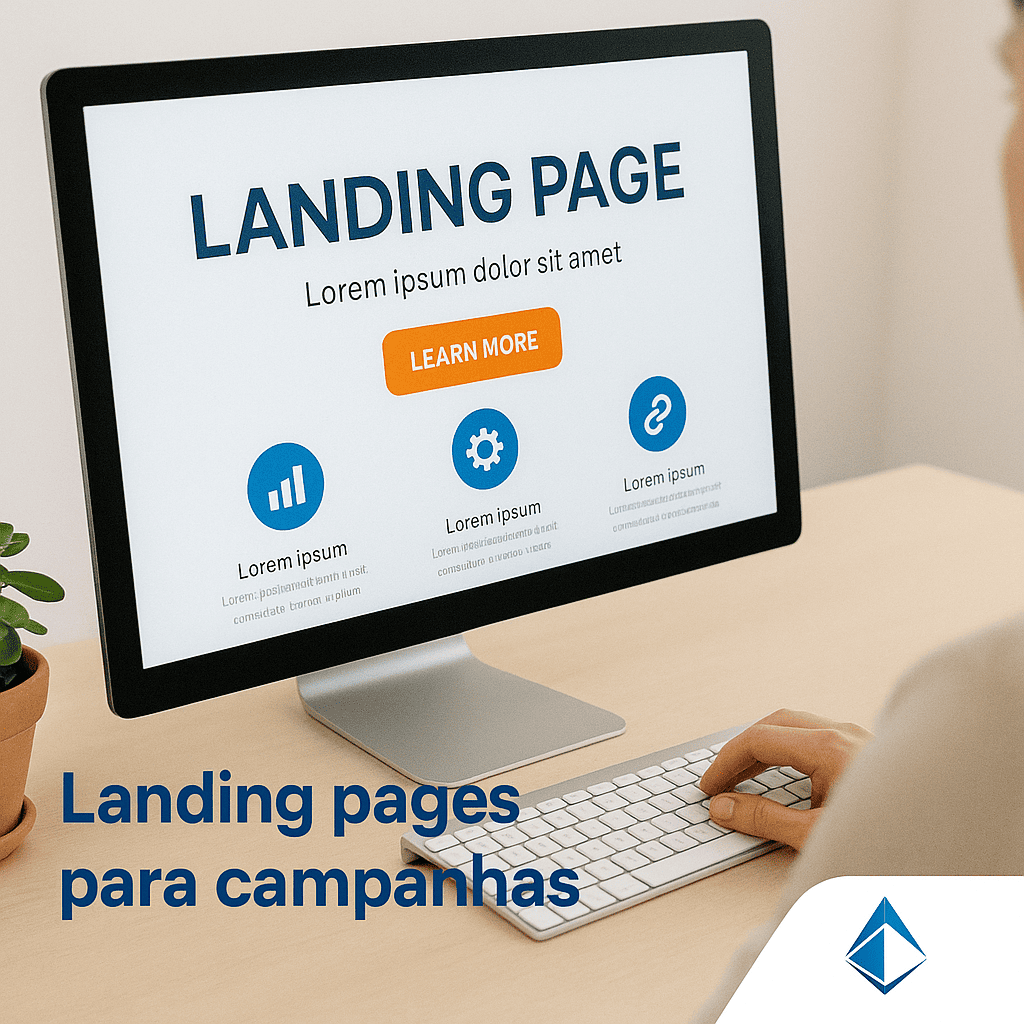 LANDING PAGE
Lorem ipsum dolor sit amet
LEARN MORE
Lorem ipsum
Lorem ipsum
Lorem ipsum
Landing pages
para campanhas